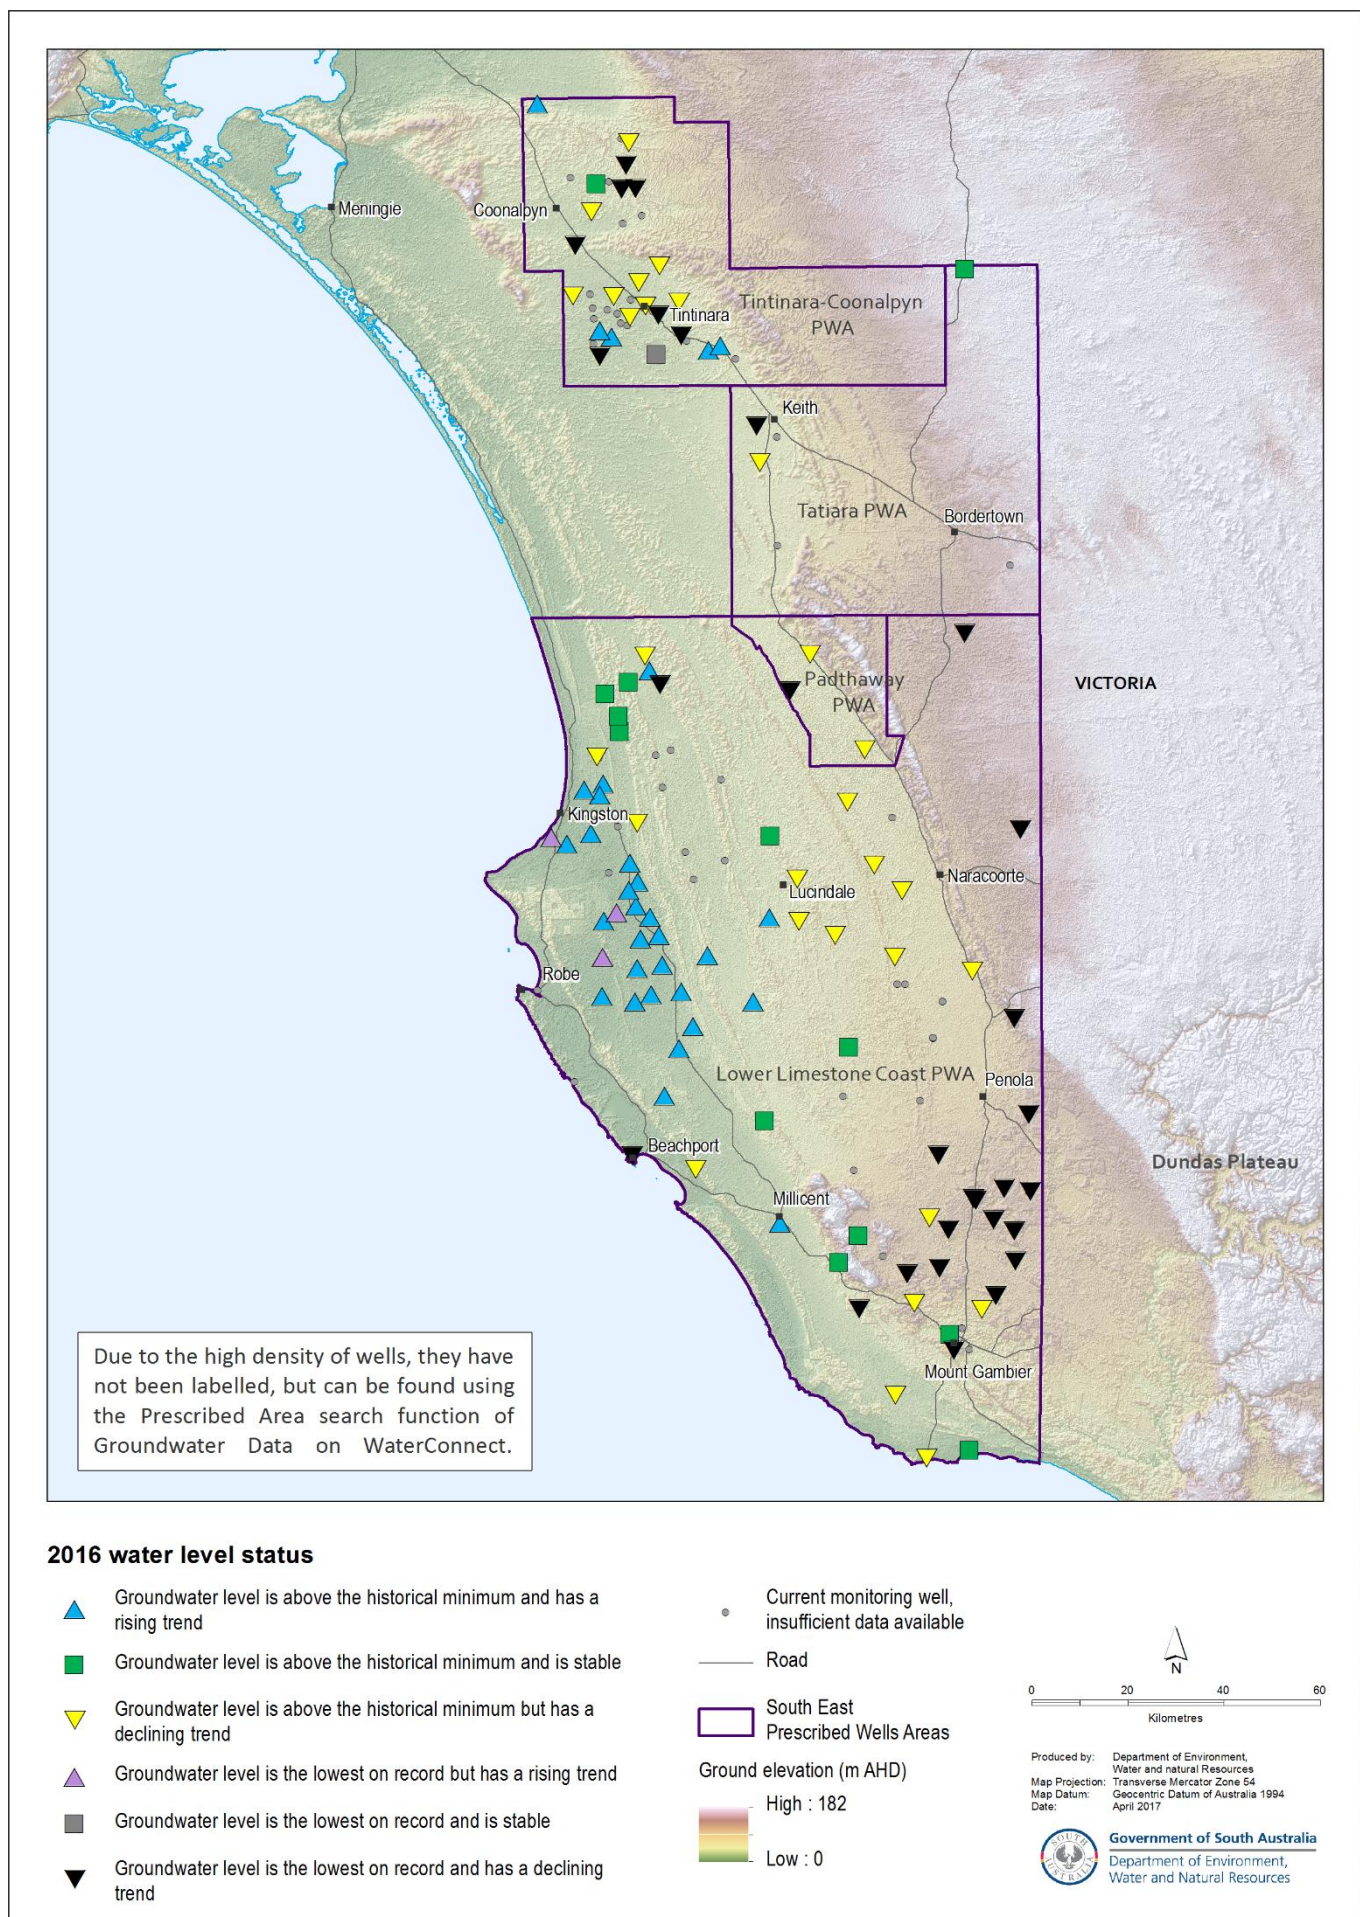 Meningie
Coonalpyn
Tintinara-Coonalpyn
PWA
Tintinara
Keith
Tatiara PWA
Bordertown
VICTORIA
Padthaway
PWA
Kingston
Naracoorte
Lucindale
Robe
Lower Limestone Coast PWA
Penola
Beachport
Dundas Plateau
Millicent
Mount Gambier
Due to the high density of wells, they have
not been labelled, but can be found using
the Prescribed Area search function of
Groundwater Data on WaterConnect.
2016 water level status
Groundwater level is above the historical minimum and has a
rising trend
Groundwater level is above the historical minimum and is stable
Groundwater level is above the historical minimum but has a
declining trend
Groundwater level is the lowest on record but has a rising trend
Groundwater level is the lowest on record and is stable
Groundwater level is the lowest on record and has a declining
trend
Current monitoring well,
insufficient data available
Road
South East
Prescribed Wells Areas
Ground elevation (m AHD)
High : 182
Low : 0
N
0 20 40 60
Kilometres
Produced by: Department of Environment,
Water and natural Resources
Map Projection: Transverse Mercator Zone 54
Map Datum: Geocentric Datum of Australia 1994
Date: April 2017
SOUTH AUSTRALIA
Government of South Australia
Department of Environment,
Water and Natural Resources